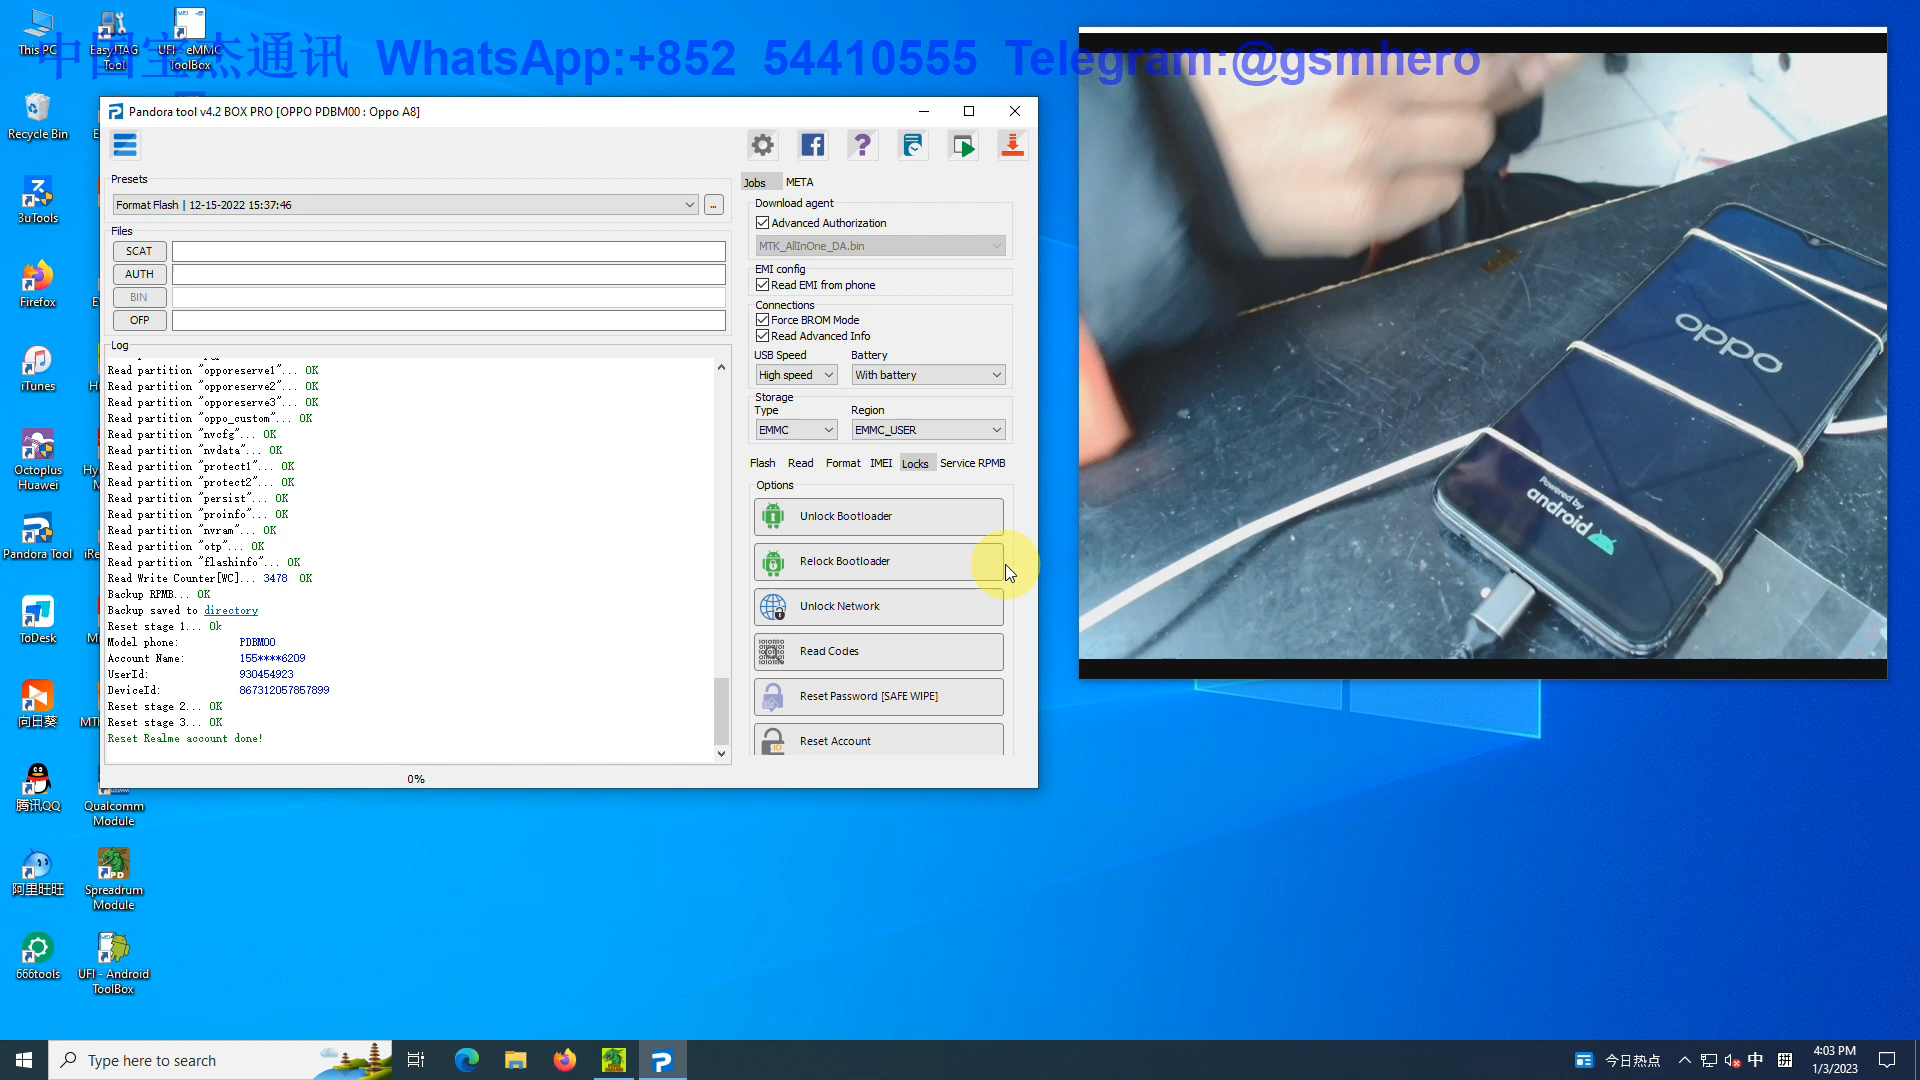 中国宝杰通讯 WhatsApp:+852 54410555 Telegram:@gsmhero
This PC
EasyJTAG Tool
UFI - eMMC ToolBox
Recycle Bin
3uTools
Firefox
iTunes
Octoplus Huawei
Pandora Tool
ToDesk
向日葵
腾讯QQ
Qualcomm Module
阿里旺旺
Spreadrum Module
666tools
UFI - Android ToolBox
Pandora tool v4.2 BOX PRO [OPPO PDBM00 : Oppo A8]
Presets
Format Flash | 12-15-2022 15:37:46
...
Files
SCAT
AUTH
BIN
OFP
Log
Read partition "opporeserve1"... OK
Read partition "opporeserve2"... OK
Read partition "opporeserve3"... OK
Read partition "oppo_custom"... OK
Read partition "nvcfg"... OK
Read partition "nvdata"... OK
Read partition "protect1"... OK
Read partition "protect2"... OK
Read partition "persist"... OK
Read partition "proinfo"... OK
Read partition "nvram"... OK
Read partition "otp"... OK
Read partition "flashinfo"... OK
Read Write Counter[WC]... 3478 OK
Backup RPMB... OK
Backup saved to directory
Reset stage 1... Ok
Model phone: PDBM00
Account Name: 155****6209
UserId: 930454923
DeviceId: 867312057857899
Reset stage 2... OK
Reset stage 3... OK
Reset Realme account done!
0%
Jobs META
Download agent
Advanced Authorization
MTK_AllInOne_DA.bin
EMI config
Read EMI from phone
Connections
Force BROM Mode
Read Advanced Info
USB Speed Battery
High speed With battery
Storage
Type Region
EMMC EMMC_USER
Flash Read Format IMEI Locks Service RPMB
Options
Unlock Bootloader
Relock Bootloader
Unlock Network
Read Codes
Reset Password [SAFE WIPE]
Reset Account
oppo
Powered by
android
Type here to search
今日热点
中
拼
4:03 PM
1/3/2023